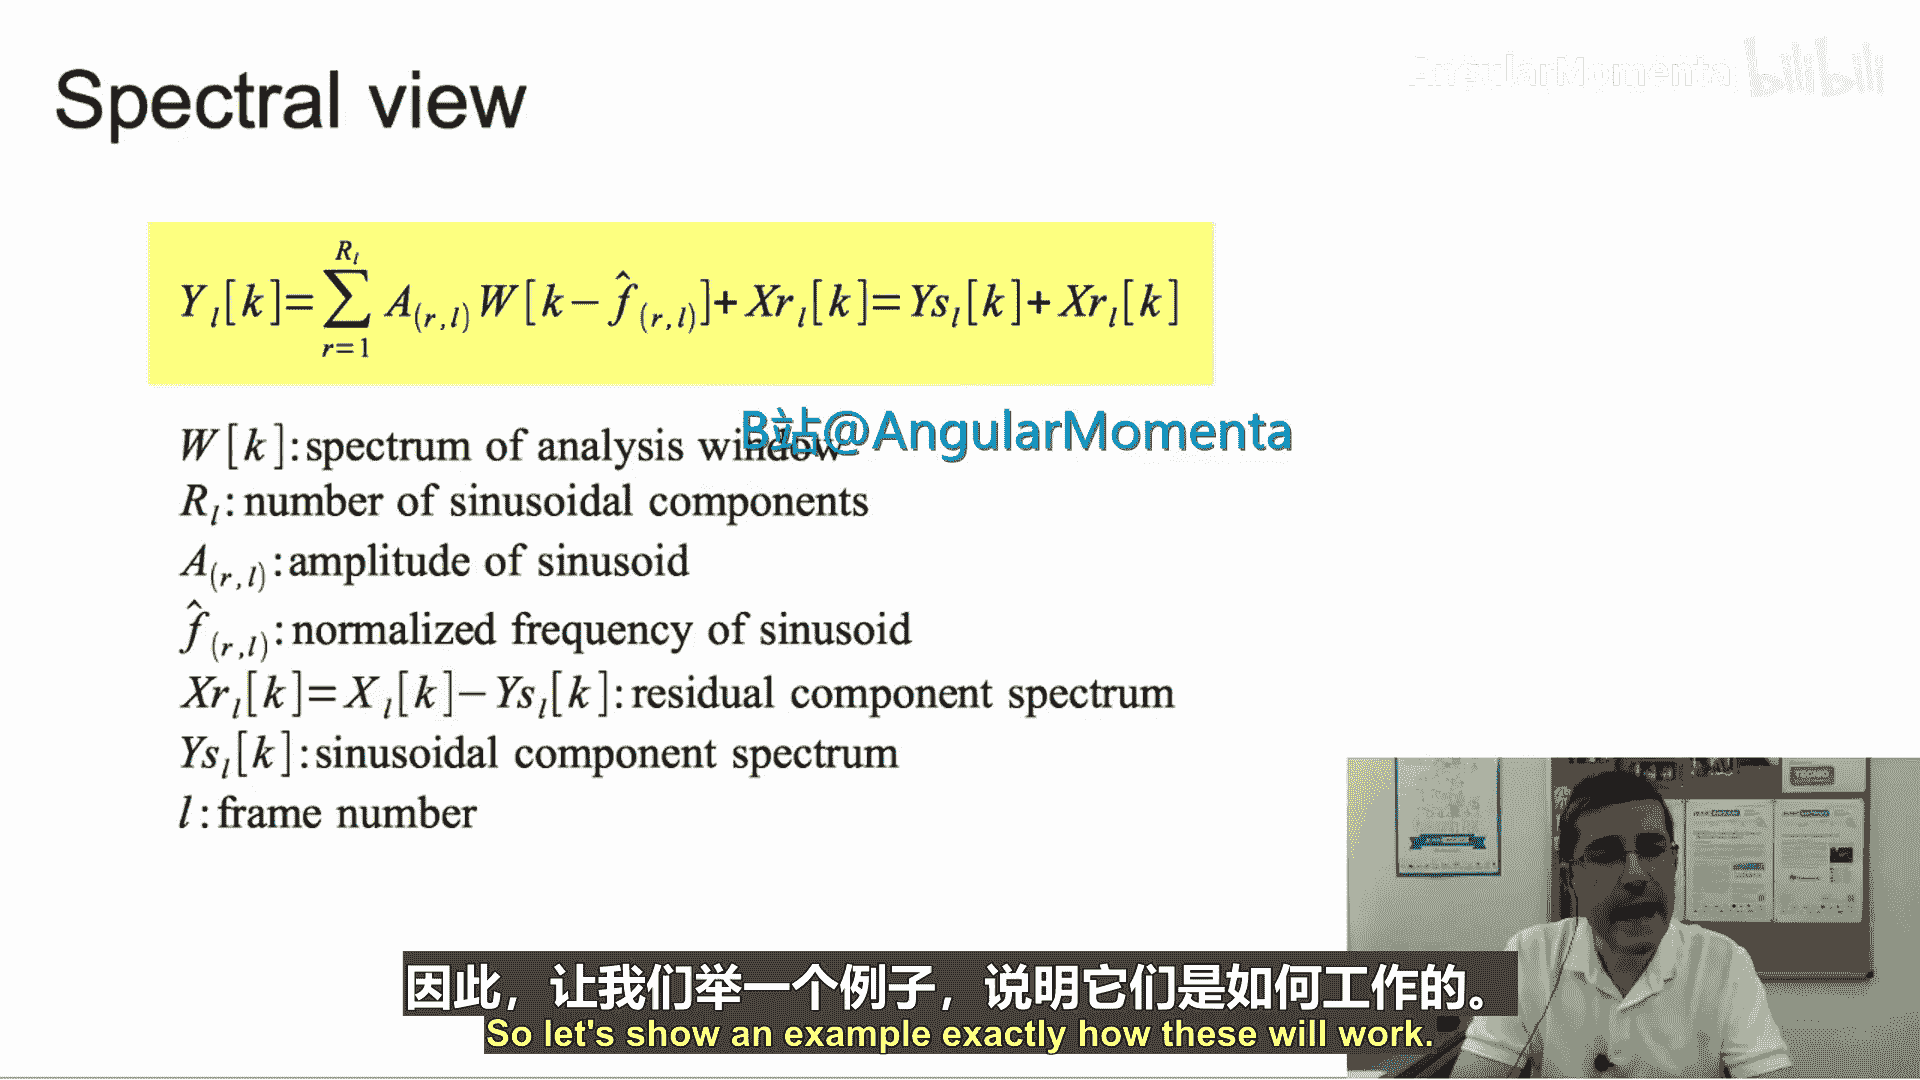 Spectral view
AngularMomenta bilibili
Y_l[k]=∑_{r=1}^{R_l} A_{(r,l)} W[k−f̂_{(r,l)}]+Xr_l[k]=Ys_l[k]+Xr_l[k]
B站@AngularMomenta
W[k]:spectrum of analysis window
R_l:number of sinusoidal components
A_{(r,l)}:amplitude of sinusoid
f̂_{(r,l)}:normalized frequency of sinusoid
Xr_l[k]=X_l[k]−Ys_l[k]:residual component spectrum
Ys_l[k]:sinusoidal component spectrum
l:frame number
TECNIO
因此，让我们举一个例子，说明它们是如何工作的。
So let's show an example exactly how these will work.